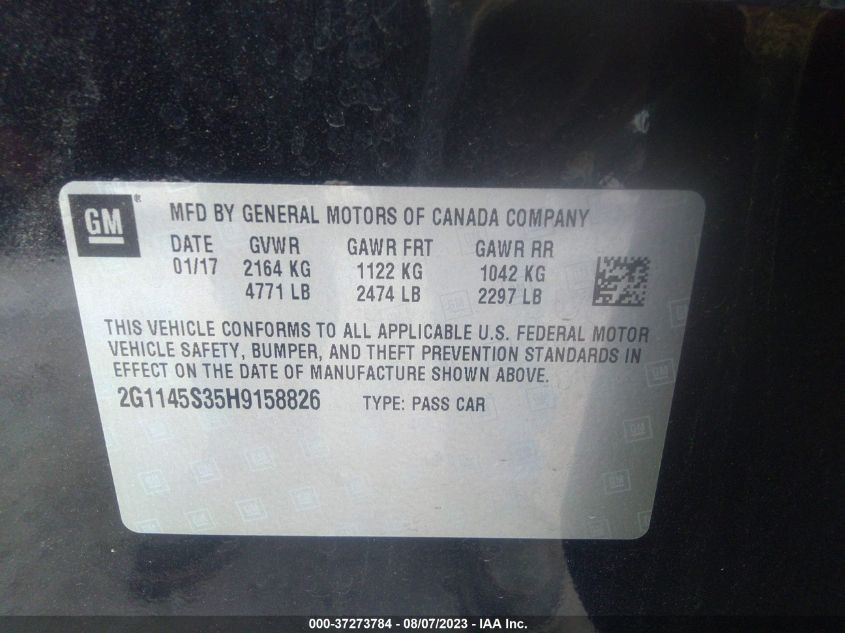 GM ® MFD BY GENERAL MOTORS OF CANADA COMPANY
DATE GVWR GAWR FRT GAWR RR
01/17 2164 KG 1122 KG 1042 KG
4771 LB 2474 LB 2297 LB
THIS VEHICLE CONFORMS TO ALL APPLICABLE U.S. FEDERAL MOTOR
VEHICLE SAFETY, BUMPER, AND THEFT PREVENTION STANDARDS IN
EFFECT ON THE DATE OF MANUFACTURE SHOWN ABOVE.
2G1145S35H9158826 TYPE: PASS CAR
000-37273784 — 08/07/2023 — IAA Inc.